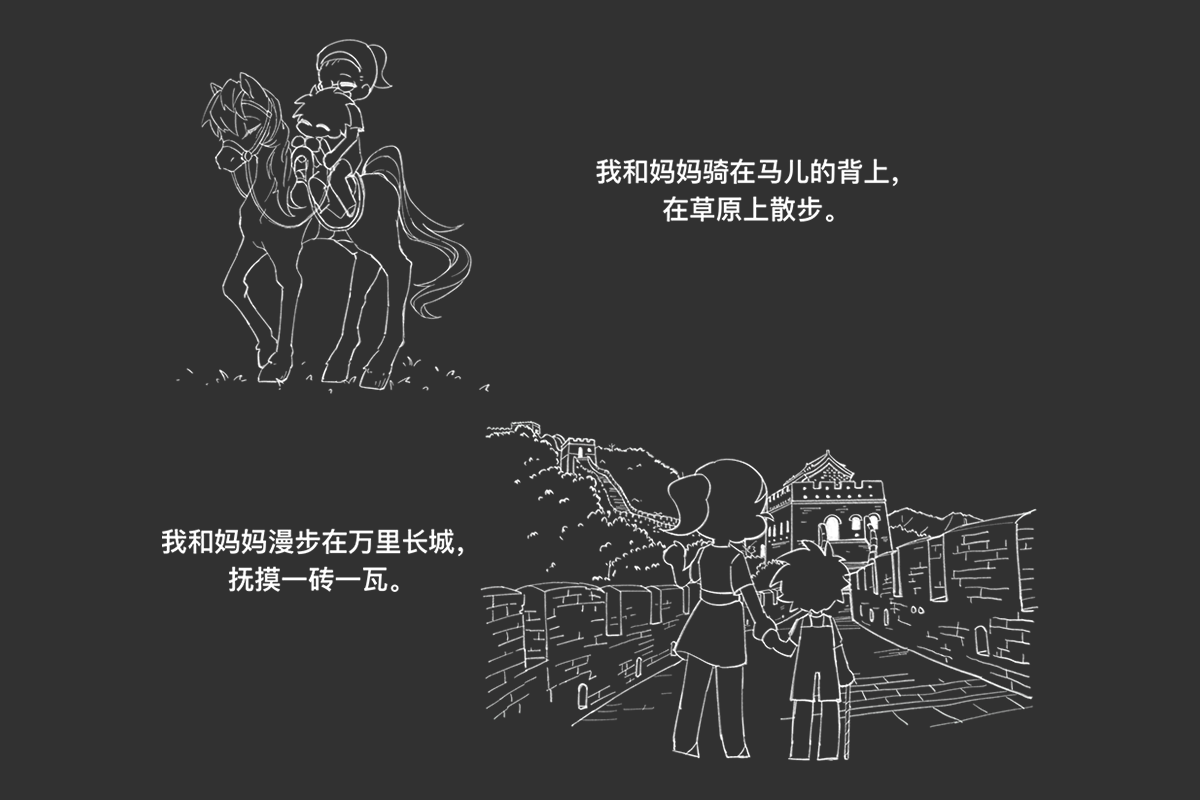 我和妈妈骑在马儿的背上，
在草原上散步。
我和妈妈漫步在万里长城，
抚摸一砖一瓦。